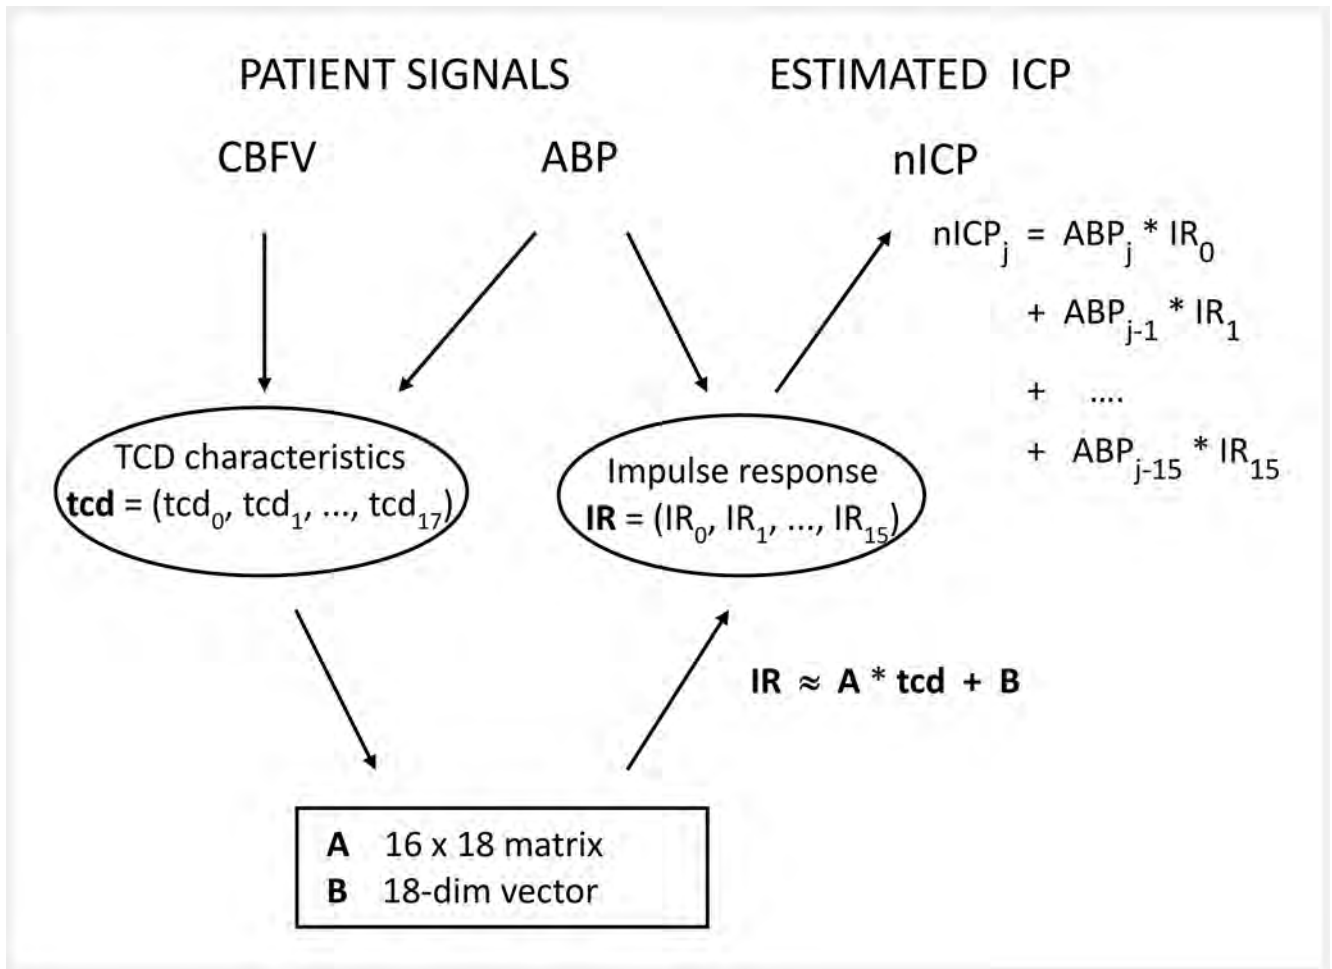 PATIENT SIGNALS
ESTIMATED ICP
CBFV
ABP
nICP
nICPj = ABPj * IR0
+ ABPj-1 * IR1
+ ....
+ ABPj-15 * IR15
TCD characteristics
tcd = (tcd0, tcd1, ..., tcd17)
Impulse response
IR = (IR0, IR1, ..., IR15)
IR ≈ A * tcd + B
A 16 x 18 matrix
B 18-dim vector